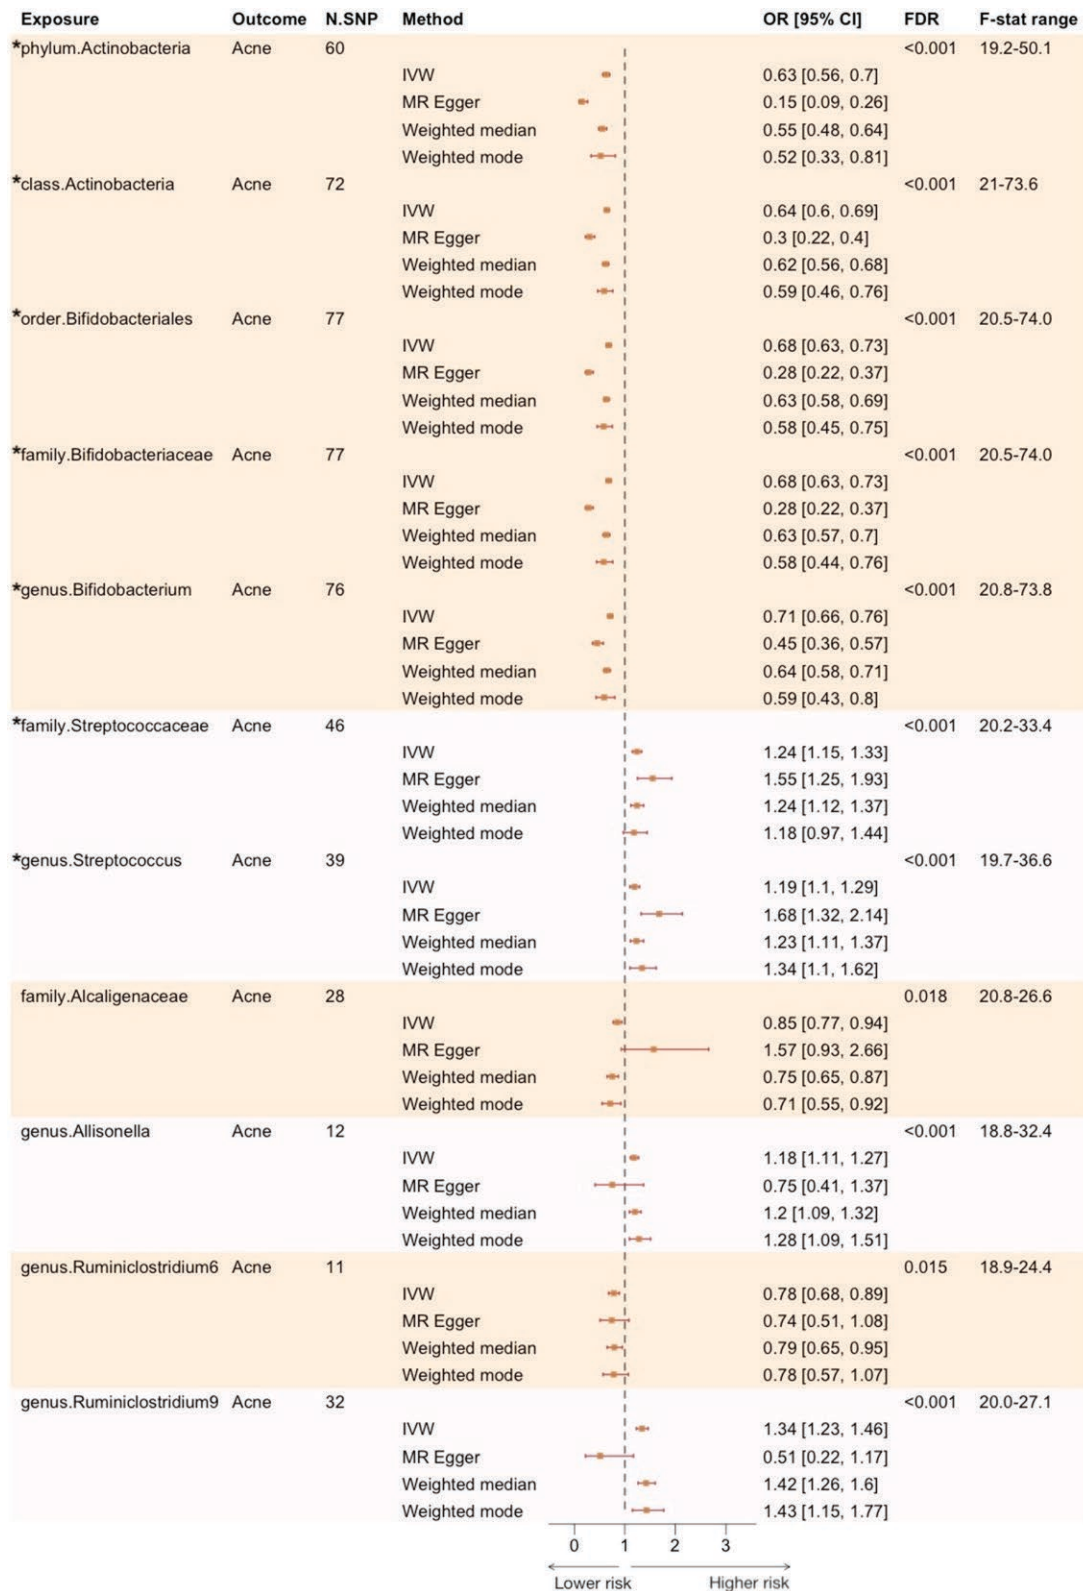 Exposure Outcome N.SNP Method OR [95% CI] FDR F-stat range
*phylum.Actinobacteria Acne 60 <0.001 19.2-50.1
IVW 0.63 [0.56, 0.7]
MR Egger 0.15 [0.09, 0.26]
Weighted median 0.55 [0.48, 0.64]
Weighted mode 0.52 [0.33, 0.81]
*class.Actinobacteria Acne 72 <0.001 21-73.6
IVW 0.64 [0.6, 0.69]
MR Egger 0.3 [0.22, 0.4]
Weighted median 0.62 [0.56, 0.68]
Weighted mode 0.59 [0.46, 0.76]
*order.Bifidobacteriales Acne 77 <0.001 20.5-74.0
IVW 0.68 [0.63, 0.73]
MR Egger 0.28 [0.22, 0.37]
Weighted median 0.63 [0.58, 0.69]
Weighted mode 0.58 [0.45, 0.75]
*family.Bifidobacteriaceae Acne 77 <0.001 20.5-74.0
IVW 0.68 [0.63, 0.73]
MR Egger 0.28 [0.22, 0.37]
Weighted median 0.63 [0.57, 0.7]
Weighted mode 0.58 [0.44, 0.76]
*genus.Bifidobacterium Acne 76 <0.001 20.8-73.8
IVW 0.71 [0.66, 0.76]
MR Egger 0.45 [0.36, 0.57]
Weighted median 0.64 [0.58, 0.71]
Weighted mode 0.59 [0.43, 0.8]
*family.Streptococcaceae Acne 46 <0.001 20.2-33.4
IVW 1.24 [1.15, 1.33]
MR Egger 1.55 [1.25, 1.93]
Weighted median 1.24 [1.12, 1.37]
Weighted mode 1.18 [0.97, 1.44]
*genus.Streptococcus Acne 39 <0.001 19.7-36.6
IVW 1.19 [1.1, 1.29]
MR Egger 1.68 [1.32, 2.14]
Weighted median 1.23 [1.11, 1.37]
Weighted mode 1.34 [1.1, 1.62]
family.Alcaligenaceae Acne 28 0.018 20.8-26.6
IVW 0.85 [0.77, 0.94]
MR Egger 1.57 [0.93, 2.66]
Weighted median 0.75 [0.65, 0.87]
Weighted mode 0.71 [0.55, 0.92]
genus.Allisonella Acne 12 <0.001 18.8-32.4
IVW 1.18 [1.11, 1.27]
MR Egger 0.75 [0.41, 1.37]
Weighted median 1.2 [1.09, 1.32]
Weighted mode 1.28 [1.09, 1.51]
genus.Ruminiclostridium6 Acne 11 0.015 18.9-24.4
IVW 0.78 [0.68, 0.89]
MR Egger 0.74 [0.51, 1.08]
Weighted median 0.79 [0.65, 0.95]
Weighted mode 0.78 [0.57, 1.07]
genus.Ruminiclostridium9 Acne 32 <0.001 20.0-27.1
IVW 1.34 [1.23, 1.46]
MR Egger 0.51 [0.22, 1.17]
Weighted median 1.42 [1.26, 1.6]
Weighted mode 1.43 [1.15, 1.77]
0 1 2 3
Lower risk Higher risk